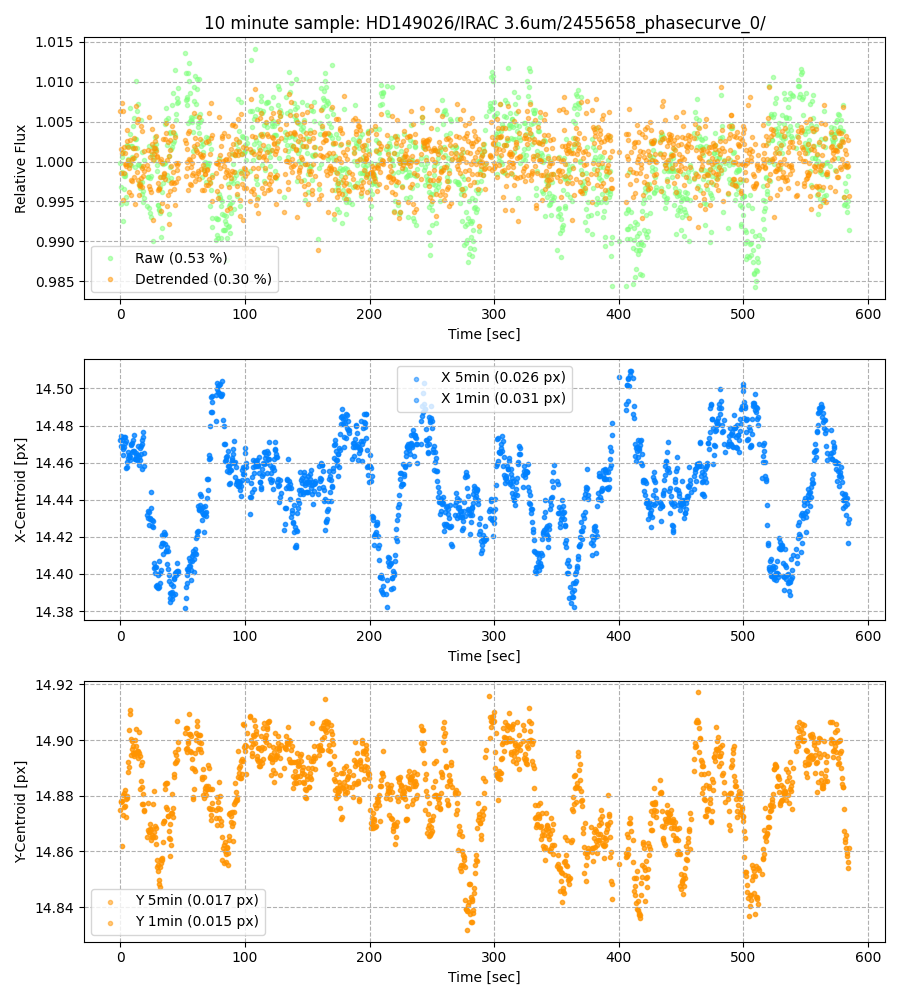 10 minute sample: HD149026/IRAC 3.6um/2455658_phasecurve_0/
1.015
1.010
1.005
1.000
0.995
0.990
0.985
Relative Flux
Raw (0.53 %)
Detrended (0.30 %)
0 100 200 300 400 500 600
Time [sec]
14.50
14.48
14.46
14.44
14.42
14.40
14.38
X-Centroid [px]
X 5min (0.026 px)
X 1min (0.031 px)
0 100 200 300 400 500 600
Time [sec]
14.92
14.90
14.88
14.86
14.84
Y-Centroid [px]
Y 5min (0.017 px)
Y 1min (0.015 px)
0 100 200 300 400 500 600
Time [sec]